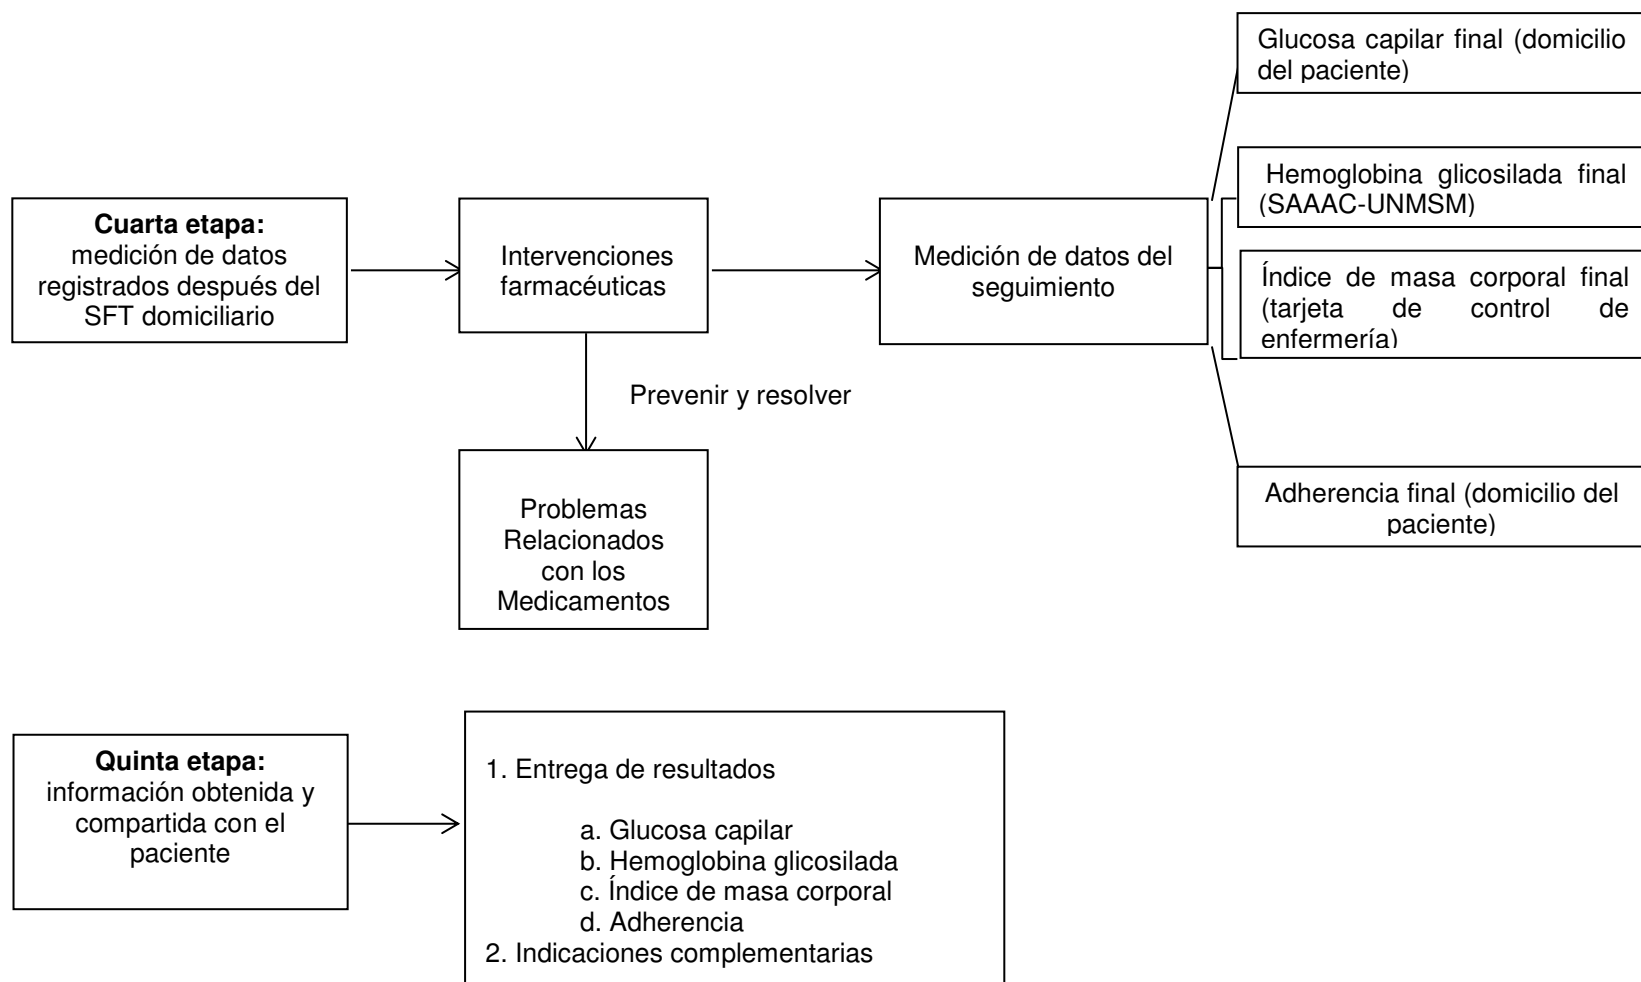 Glucosa capilar final (domicilio
del paciente)
Hemoglobina glicosilada final
(SAAAC-UNMSM)
Cuarta etapa:
medición de datos
registrados después del
SFT domiciliario
Intervenciones
farmacéuticas
Medición de datos del
seguimiento
Índice de masa corporal final
(tarjeta de control de
enfermería)
Prevenir y resolver
Adherencia final (domicilio del
paciente)
Problemas
Relacionados
con los
Medicamentos
Quinta etapa:
información obtenida y
compartida con el
paciente
1. Entrega de resultados
a. Glucosa capilar
b. Hemoglobina glicosilada
c. Índice de masa corporal
d. Adherencia
2. Indicaciones complementarias